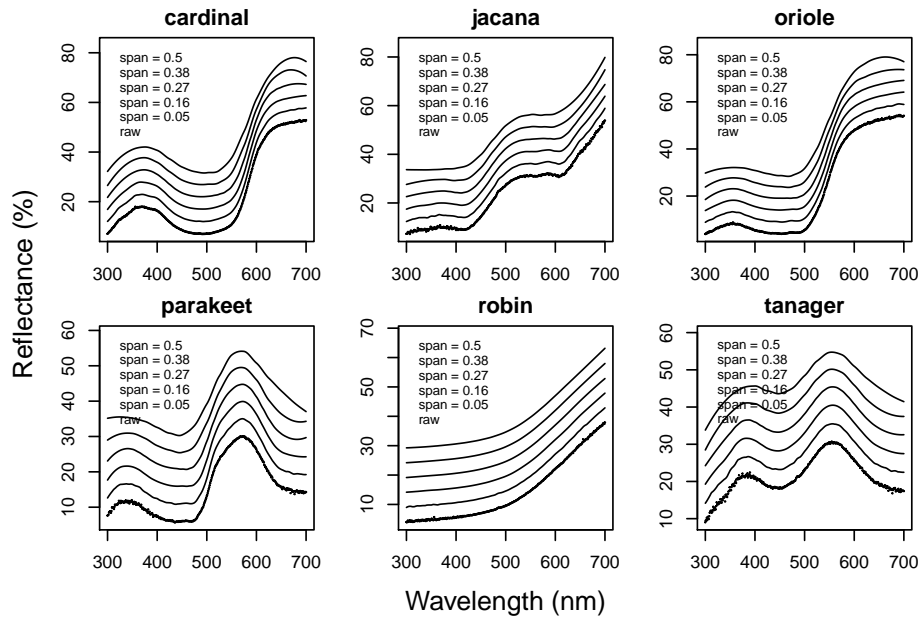 cardinal
span = 0.5
span = 0.38
span = 0.27
span = 0.16
span = 0.05
raw
20 40 60 80
300 400 500 600 700
jacana
span = 0.5
span = 0.38
span = 0.27
span = 0.16
span = 0.05
raw
20 40 60 80
300 400 500 600 700
oriole
span = 0.5
span = 0.38
span = 0.27
span = 0.16
span = 0.05
raw
20 40 60 80
300 400 500 600 700
parakeet
span = 0.5
span = 0.38
span = 0.27
span = 0.16
span = 0.05
raw
10 20 30 40 50 60
300 400 500 600 700
robin
span = 0.5
span = 0.38
span = 0.27
span = 0.16
span = 0.05
raw
10 30 50 70
300 400 500 600 700
tanager
span = 0.5
span = 0.38
span = 0.27
span = 0.16
span = 0.05
raw
10 20 30 40 50 60
300 400 500 600 700
Reflectance (%)
Wavelength (nm)